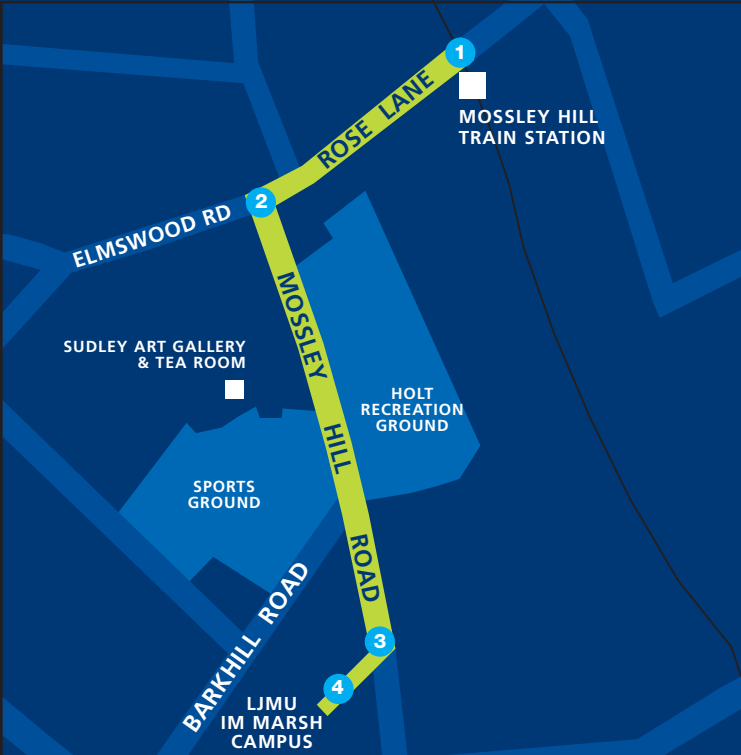 1
ROSE LANE
MOSSLEY HILL
TRAIN STATION
2
ELMSWOOD RD
MOSSLEY HILL ROAD
SUDLEY ART GALLERY
& TEA ROOM
HOLT
RECREATION
GROUND
SPORTS
GROUND
BARKHILL ROAD
3
4
LJMU
IM MARSH
CAMPUS